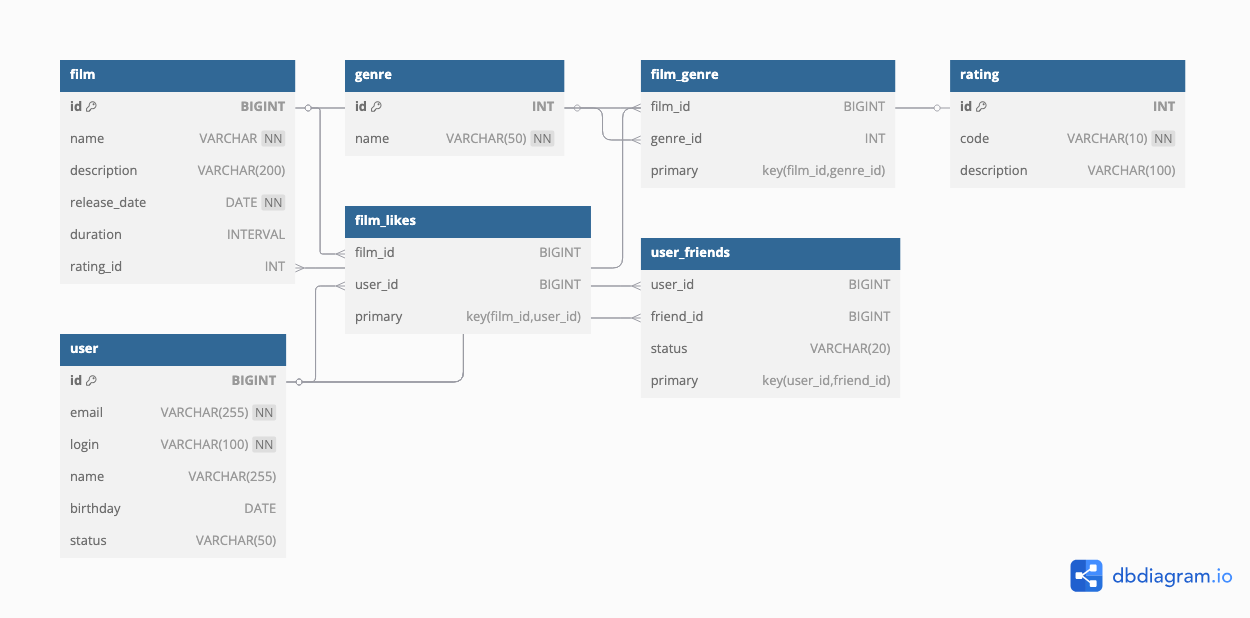 film
id BIGINT
name VARCHAR NN
description VARCHAR(200)
release_date DATE NN
duration INTERVAL
rating_id INT
genre
id INT
name VARCHAR(50) NN
film_genre
film_id BIGINT
genre_id INT
primary key(film_id,genre_id)
rating
id INT
code VARCHAR(10) NN
description VARCHAR(100)
film_likes
film_id BIGINT
user_id BIGINT
primary key(film_id,user_id)
user_friends
user_id BIGINT
friend_id BIGINT
status VARCHAR(20)
primary key(user_id,friend_id)
user
id BIGINT
email VARCHAR(255) NN
login VARCHAR(100) NN
name VARCHAR(255)
birthday DATE
status VARCHAR(50)
dbdiagram.io